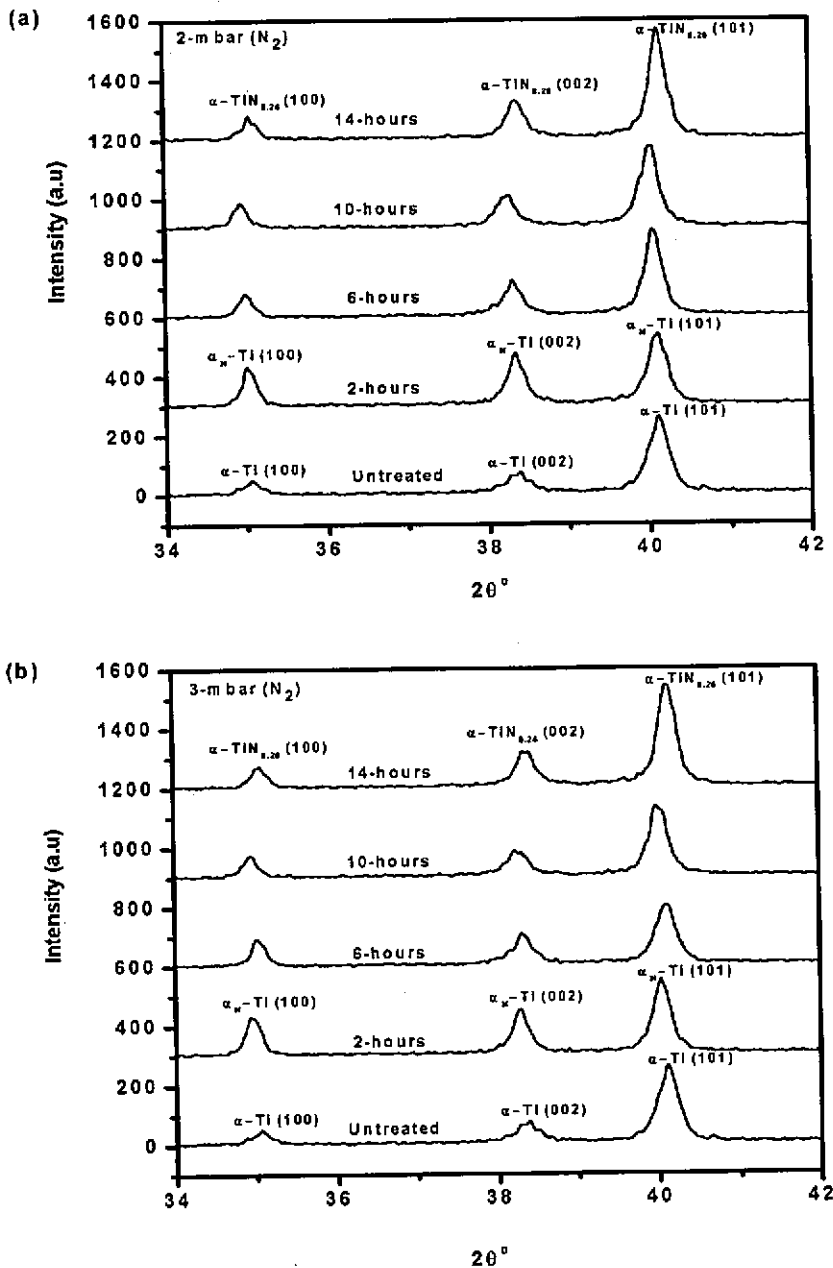 (a)
1600
2-mbar (N₂)
α-TiN₀.₂₆ (101)
1400
α-TiN₀.₂₆ (100)
α-TiN₀.₂₆ (002)
14-hours
1200
1000
10-hours
800
6-hours
600
αₙ-Ti (100)
αₙ-Ti (002)
αₙ-Ti (101)
400
2-hours
α-Ti (101)
200
α-Ti (100)
Untreated
α-Ti (002)
0
34
36
38
40
42
Intensity (a.u)
2θ°
(b)
1600
3-mbar (N₂)
α-TiN₀.₂₆ (101)
1400
α-TiN₀.₂₆ (100)
α-TiN₀.₂₆ (002)
14-hours
1200
1000
10-hours
800
6-hours
600
αₙ-Ti (100)
αₙ-Ti (002)
αₙ-Ti (101)
400
2-hours
α-Ti (101)
200
α-Ti (100)
Untreated
α-Ti (002)
0
34
36
38
40
42
Intensity (a.u)
2θ°